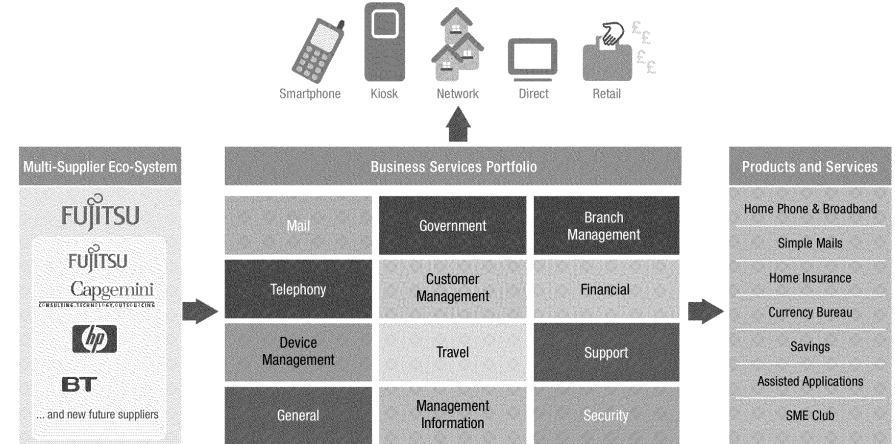 £
£
£
£
Smartphone
Kiosk
Network
Direct
Retail
Multi-Supplier Eco-System
FUJITSU
FUJITSU
Capgemini
CONSULTING.TECHNOLOGY.OUTSOURCING
hp
BT
... and new future suppliers
Business Services Portfolio
Mail
Government
Branch
Management
Telephony
Customer
Management
Financial
Device
Management
Travel
Support
General
Management
Information
Security
Products and Services
Home Phone & Broadband
Simple Mails
Home Insurance
Currency Bureau
Savings
Assisted Applications
SME Club